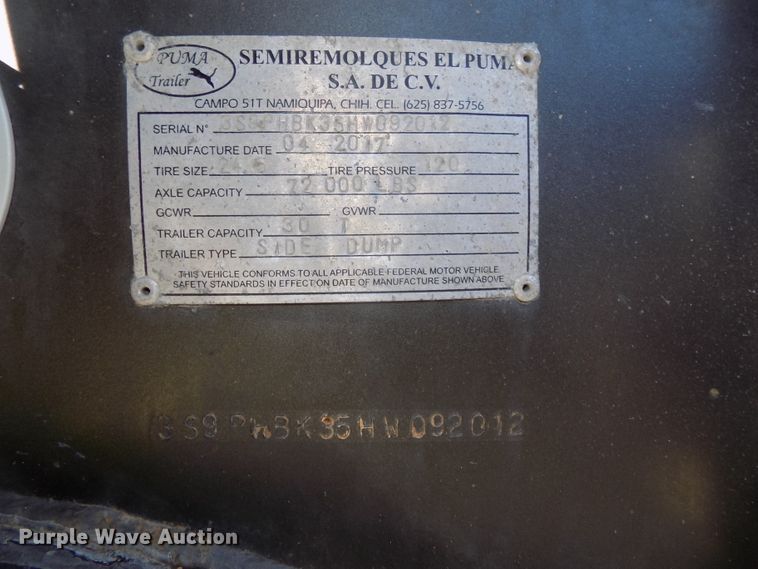 PUMA
Trailer
SEMIREMOLQUES EL PUMA
S.A. DE C.V.
CAMPO 51T NAMIQUIPA, CHIH. CEL. (625) 837-5756
SERIAL N° 3S9PHBK35HW092012
MANUFACTURE DATE 04 2017
TIRE SIZE 24.5 TIRE PRESSURE 120
AXLE CAPACITY 72 000 LBS
GCWR GVWR
TRAILER CAPACITY 30 T
TRAILER TYPE SIDE DUMP
THIS VEHICLE CONFORMS TO ALL APPLICABLE FEDERAL MOTOR VEHICLE
SAFETY STANDARDS IN EFFECTION DATE OF MANUFACTURE SHOWN ABOVE
3S9PHBK35HW092012
Purple Wave Auction